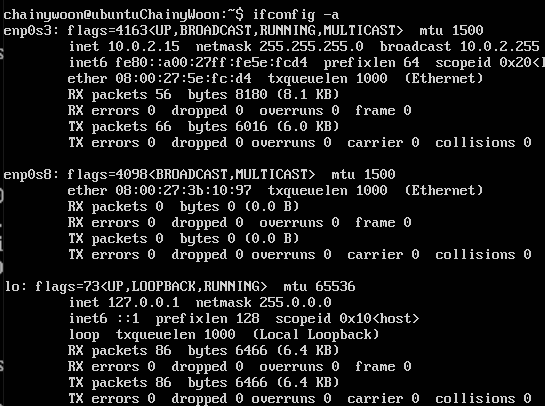 chainywoon@ubuntuChainyWoon:~$ ifconfig -a
enp0s3: flags=4163<UP,BROADCAST,RUNNING,MULTICAST>  mtu 1500
        inet 10.0.2.15  netmask 255.255.255.0  broadcast 10.0.2.255
        inet6 fe80::a00:27ff:fe5e:fcd4  prefixlen 64  scopeid 0x20<
        ether 08:00:27:5e:fc:d4  txqueuelen 1000  (Ethernet)
        RX packets 56  bytes 8180 (8.1 KB)
        RX errors 0  dropped 0  overruns 0  frame 0
        TX packets 66  bytes 6016 (6.0 KB)
        TX errors 0  dropped 0 overruns 0  carrier 0  collisions 0

enp0s8: flags=4098<BROADCAST,MULTICAST>  mtu 1500
        ether 08:00:27:3b:10:97  txqueuelen 1000  (Ethernet)
        RX packets 0  bytes 0 (0.0 B)
        RX errors 0  dropped 0  overruns 0  frame 0
        TX packets 0  bytes 0 (0.0 B)
        TX errors 0  dropped 0 overruns 0  carrier 0  collisions 0

lo: flags=73<UP,LOOPBACK,RUNNING>  mtu 65536
        inet 127.0.0.1  netmask 255.0.0.0
        inet6 ::1  prefixlen 128  scopeid 0x10<host>
        loop  txqueuelen 1000  (Local Loopback)
        RX packets 86  bytes 6466 (6.4 KB)
        RX errors 0  dropped 0  overruns 0  frame 0
        TX packets 86  bytes 6466 (6.4 KB)
        TX errors 0  dropped 0 overruns 0  carrier 0  collisions 0